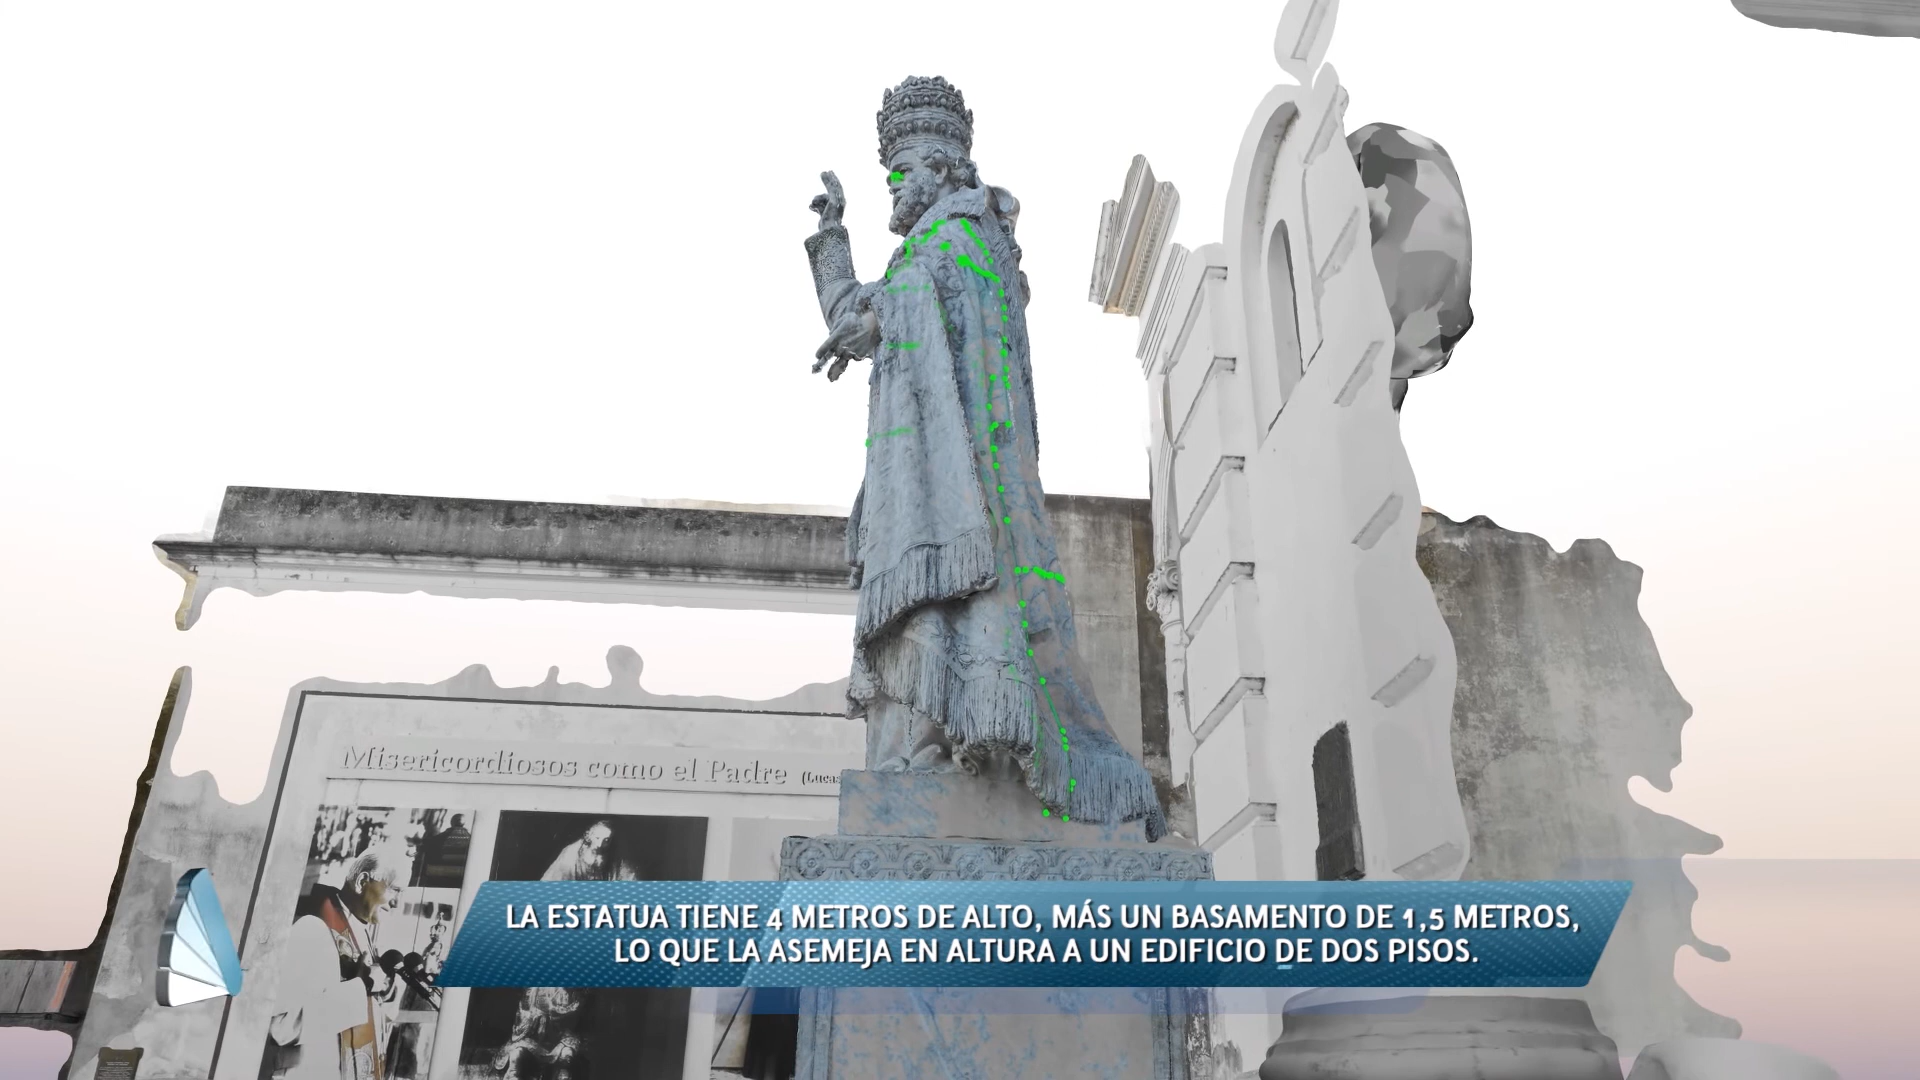 Misericordiosos como el Padre (Lucas
LA ESTATUA TIENE 4 METROS DE ALTO, MÁS UN BASAMENTO DE 1,5 METROS,
LO QUE LA ASEMEJA EN ALTURA A UN EDIFICIO DE DOS PISOS.